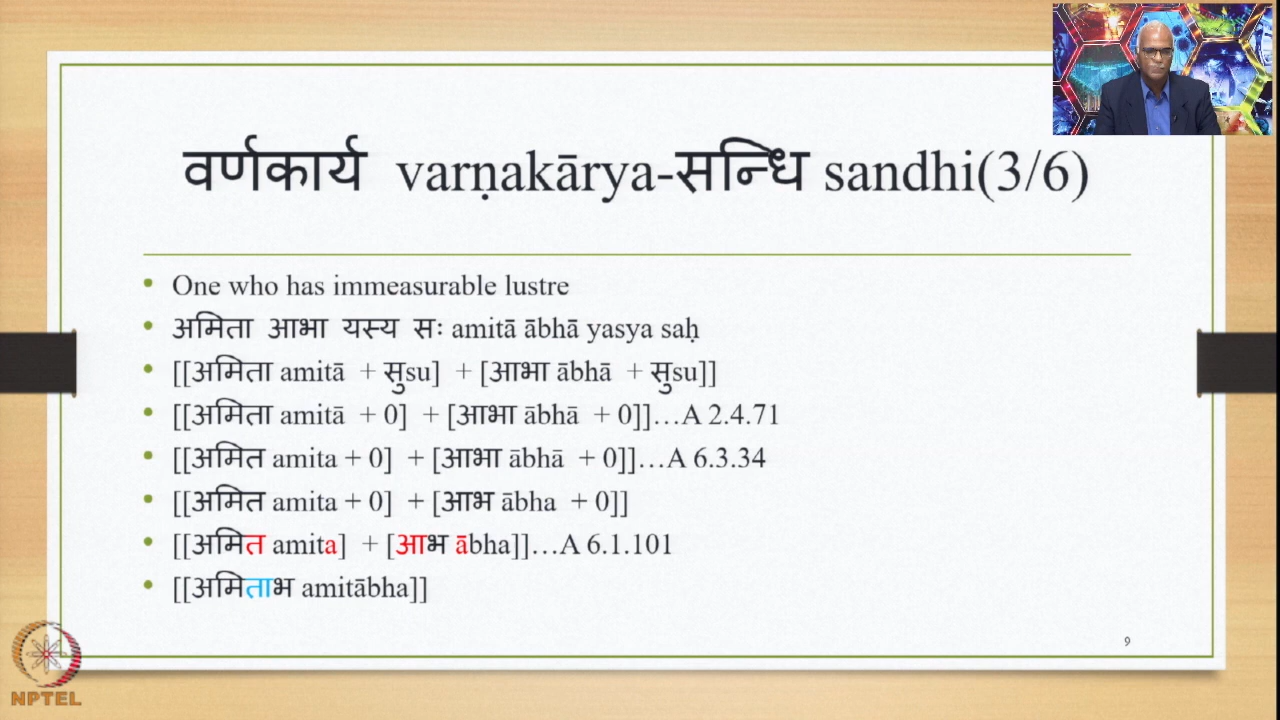 वर्णकार्य varṇakārya-सन्धि sandhi(3/6)
• One who has immeasurable lustre
• अमिता आभा यस्य सः amitā ābhā yasya saḥ
• [[अमिता amitā + सुsu] + [आभा ābhā + सुsu]]
• [[अमिता amitā + 0] + [आभा ābhā + 0]]…A 2.4.71
• [[अमित amita + 0] + [आभा ābhā + 0]]…A 6.3.34
• [[अमित amita + 0] + [आभ ābha + 0]]
• [[अमित amita] + [आभ ābha]]…A 6.1.101
• [[अमिताभ amitābha]]
9
NPTEL